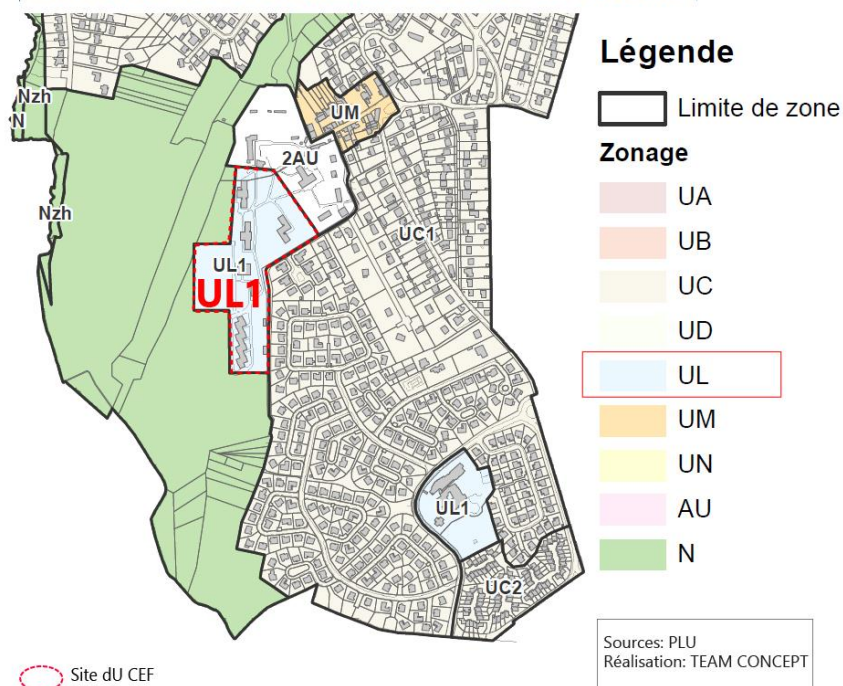 Nzh
N
Nzh
UM
2AU
UC1
UL1
UL1
UL1
UC2
Légende
Limite de zone
Zonage
UA
UB
UC
UD
UL
UM
UN
AU
N
Sources: PLU
Réalisation: TEAM CONCEPT
Site dU CEF